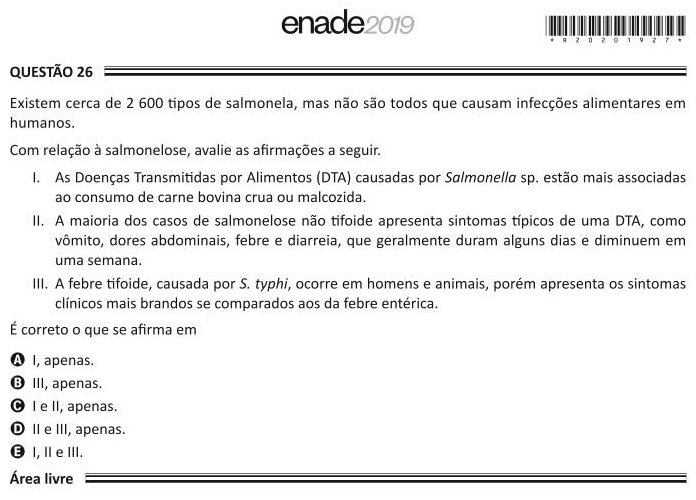 enade2019
* R 2 0 2 0 1 9 2 7 *
QUESTÃO 26
Existem cerca de 2 600 tipos de salmonela, mas não são todos que causam infecções alimentares em
humanos.
Com relação à salmonelose, avalie as afirmações a seguir.
I. As Doenças Transmitidas por Alimentos (DTA) causadas por Salmonella sp. estão mais associadas
ao consumo de carne bovina crua ou malcozida.
II. A maioria dos casos de salmonelose não tifoide apresenta sintomas típicos de uma DTA, como
vômito, dores abdominais, febre e diarreia, que geralmente duram alguns dias e diminuem em
uma semana.
III. A febre tifoide, causada por S. typhi, ocorre em homens e animais, porém apresenta os sintomas
clínicos mais brandos se comparados aos da febre entérica.
É correto o que se afirma em
A I, apenas.
B III, apenas.
C I e II, apenas.
D II e III, apenas.
E I, II e III.
Área livre